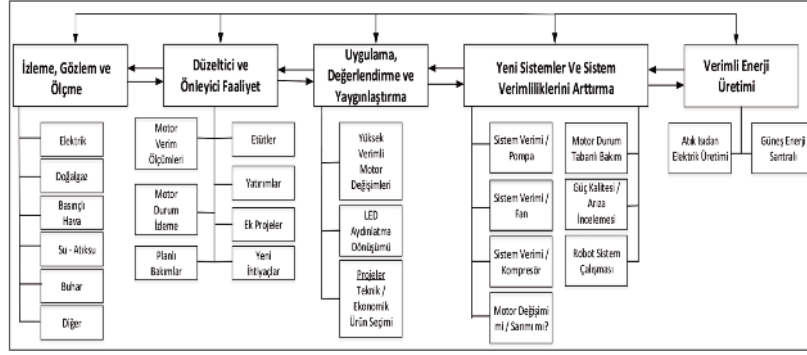 İzleme, Gözlem ve
Ölçme
Elektrik
Doğalgaz
Basınçlı
Hava
Su - Atıksu
Buhar
Diğer
Düzeltici ve
Önleyici Faaliyet
Motor
Verim
Ölçümleri
Motor
Durum
İzleme
Planlı
Bakımlar
Etütler
Yatırımlar
Ek Projeler
Yeni
İhtiyaçlar
Uygulama,
Değerlendirme ve
Yaygınlaştırma
Yüksek
Verimli
Motor
Değişimleri
LED
Aydınlatma
Dönüşümü
Projeler
Teknik /
Ekonomik
Ürün Seçimi
Yeni Sistemler Ve Sistem
Verimliliklerini Arttırma
Sistem Verimi /
Pompa
Sistem Verimi /
Fan
Sistem Verimi /
Kompresör
Motor Değişimi
mi / Sarımı mı?
Motor Durum
Tabanlı Bakım
Güç Kalitesi /
Arıza
İncelemesi
Robot Sistem
Çalışması
Verimli Enerji
Üretimi
Atık Isıdan
Elektrik Üretimi
Güneş Enerji
Santralı